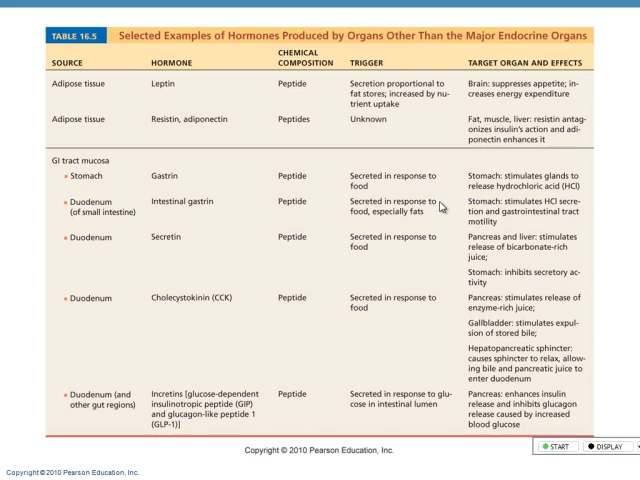 TABLE 16.5 Selected Examples of Hormones Produced by Organs Other Than the Major Endocrine Organs
CHEMICAL
SOURCE HORMONE COMPOSITION TRIGGER TARGET ORGAN AND EFFECTS
Adipose tissue Leptin Peptide Secretion proportional to Brain: suppresses appetite; in-
fat stores; increased by nu- creases energy expenditure
trient uptake
Adipose tissue Resistin, adiponectin Peptides Unknown Fat, muscle, liver: resistin antag-
onizes insulin's action and adi-
ponectin enhances it
GI tract mucosa
Stomach Gastrin Peptide Secreted in response to Stomach: stimulates glands to
food release hydrochloric acid (HCl)
Duodenum Intestinal gastrin Peptide Secreted in response to Stomach: stimulates HCl secre-
(of small intestine) food, especially fats tion and gastrointestinal tract
motility
Duodenum Secretin Peptide Secreted in response to Pancreas and liver: stimulates
food release of bicarbonate-rich
juice;
Stomach: inhibits secretory ac-
tivity
Duodenum Cholecystokinin (CCK) Peptide Secreted in response to Pancreas: stimulates release of
food enzyme-rich juice;
Gallbladder: stimulates expul-
sion of stored bile;
Hepatopancreatic sphincter:
causes sphincter to relax, allow-
ing bile and pancreatic juice to
enter duodenum
Duodenum (and Incretins [glucose-dependent Peptide Secreted in response to glu- Pancreas: enhances insulin
other gut regions) insulinotropic peptide (GIP) cose in intestinal lumen release and inhibits glucagon
and glucagon-like peptide 1 release caused by increased
(GLP-1)] blood glucose
Copyright © 2010 Pearson Education, Inc.
START DISPLAY
Copyright © 2010 Pearson Education, Inc.